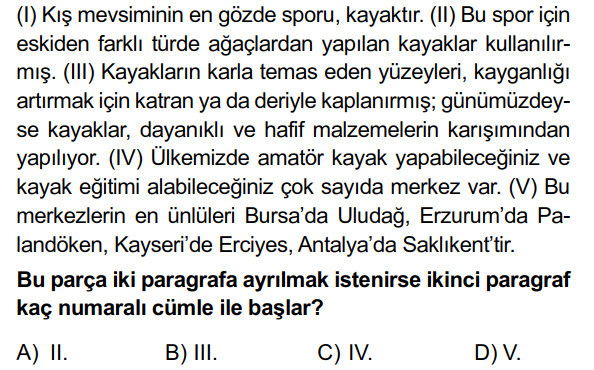 (I) Kış mevsiminin en gözde sporu, kayaktır. (II) Bu spor için
eskiden farklı türde ağaçlardan yapılan kayaklar kullanılır-
mış. (III) Kayakların karla temas eden yüzeyleri, kayganlığı
artırmak için katran ya da deriyle kaplanırmış; günümüzdey-
se kayaklar, dayanıklı ve hafif malzemelerin karışımından
yapılıyor. (IV) Ülkemizde amatör kayak yapabileceğiniz ve
kayak eğitimi alabileceğiniz çok sayıda merkez var. (V) Bu
merkezlerin en ünlüleri Bursa’da Uludağ, Erzurum’da Pa-
landöken, Kayseri’de Erciyes, Antalya’da Saklıkent’tir.
Bu parça iki paragrafa ayrılmak istenirse ikinci paragraf
kaç numaralı cümle ile başlar?
A) II. B) III. C) IV. D) V.